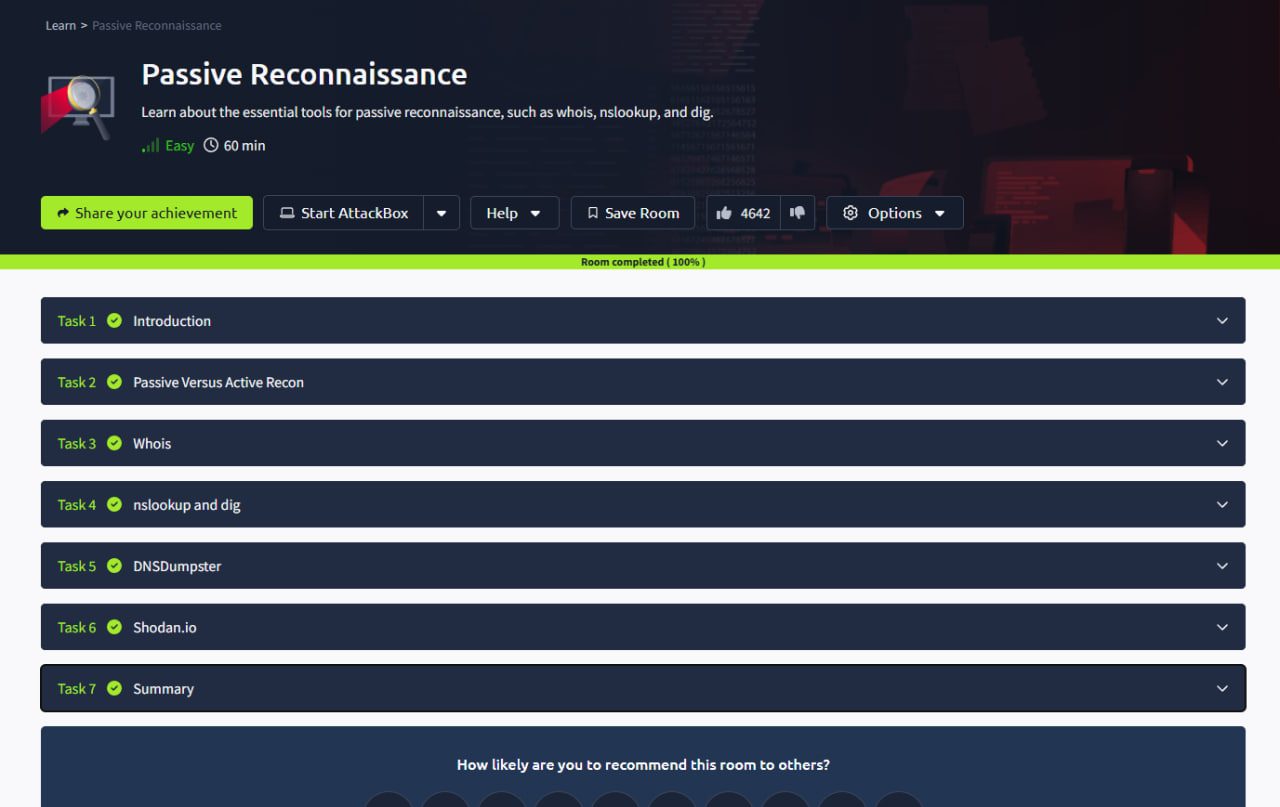 Learn > Passive Reconnaissance
Passive Reconnaissance
Learn about the essential tools for passive reconnaissance, such as whois, nslookup, and dig.
Easy 60 min
Share your achievement Start AttackBox Help Save Room 4642 Options
Room completed ( 100% )
Task 1 Introduction
Task 2 Passive Versus Active Recon
Task 3 Whois
Task 4 nslookup and dig
Task 5 DNSDumpster
Task 6 Shodan.io
Task 7 Summary
How likely are you to recommend this room to others?